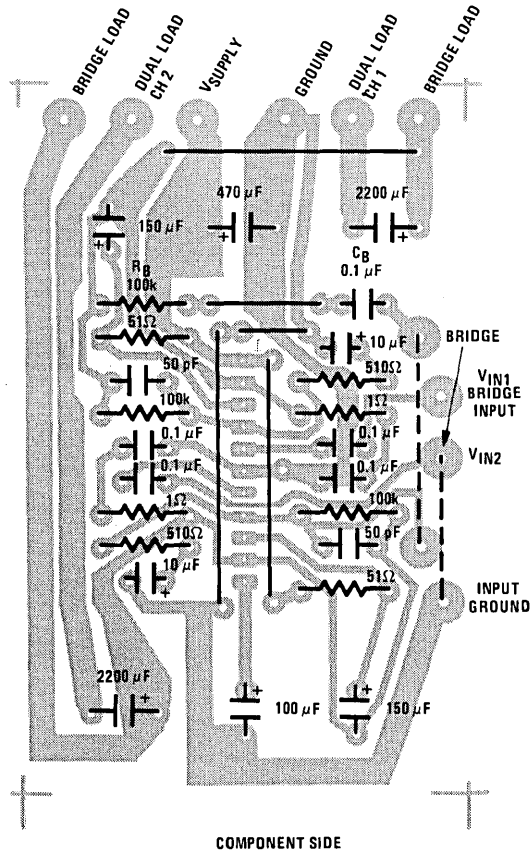 BRIDGE LOAD
DUAL LOAD
CH 2
VSUPPLY
GROUND
DUAL LOAD
CH 1
BRIDGE LOAD
470 µF
2200 µF
150 µF
+
+
+
RB
100k
CB
0.1 µF
51Ω
+
10 µF
BRIDGE
50 pF
510Ω
VIN1
BRIDGE
INPUT
100k
1Ω
0.1 µF
0.1 µF
VIN2
0.1 µF
0.1 µF
1Ω
100k
510Ω
50 pF
10 µF
+
51Ω
INPUT
GROUND
2200 µF
+
+
100 µF
+
150 µF
COMPONENT SIDE